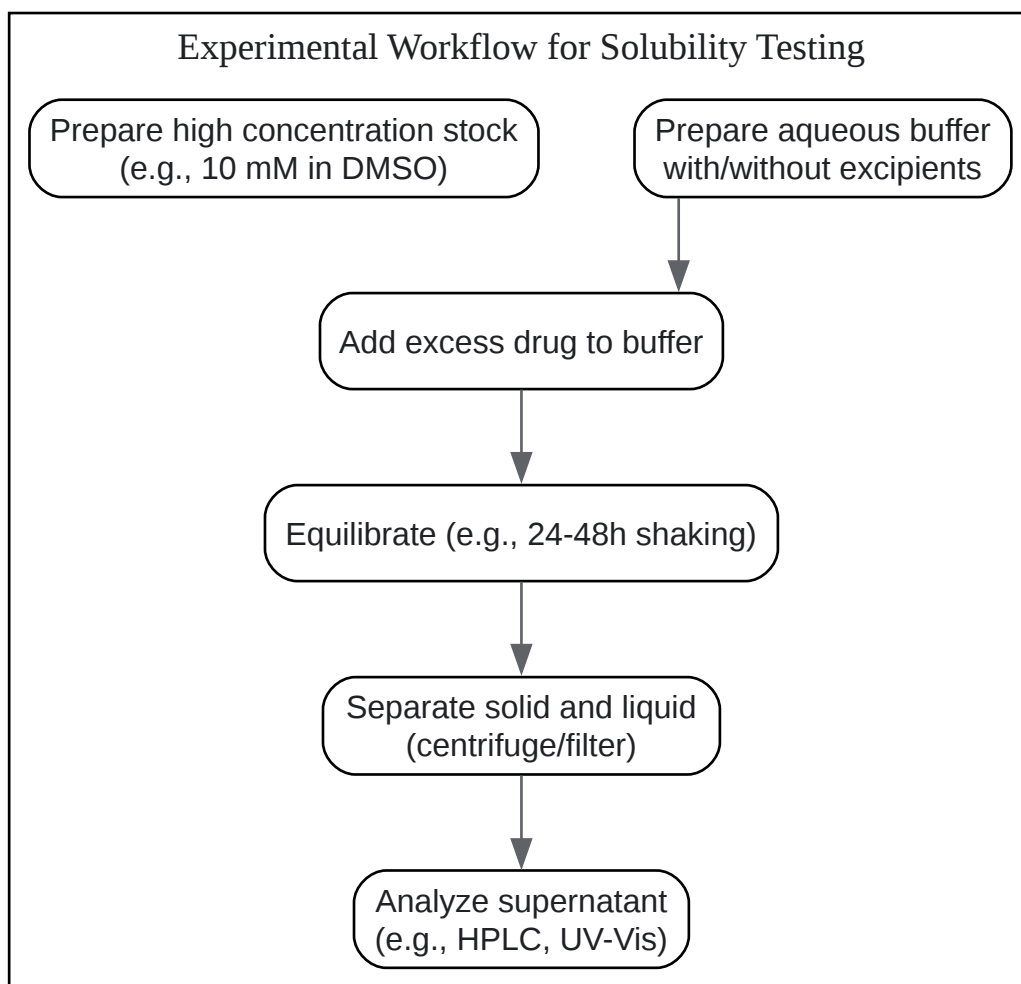 Experimental Workflow for Solubility Testing
Prepare high concentration stock
(e.g., 10 mM in DMSO)
Prepare aqueous buffer
with/without excipients
Add excess drug to buffer
Equilibrate (e.g., 24-48h shaking)
Separate solid and liquid
(centrifuge/filter)
Analyze supernatant
(e.g., HPLC, UV-Vis)